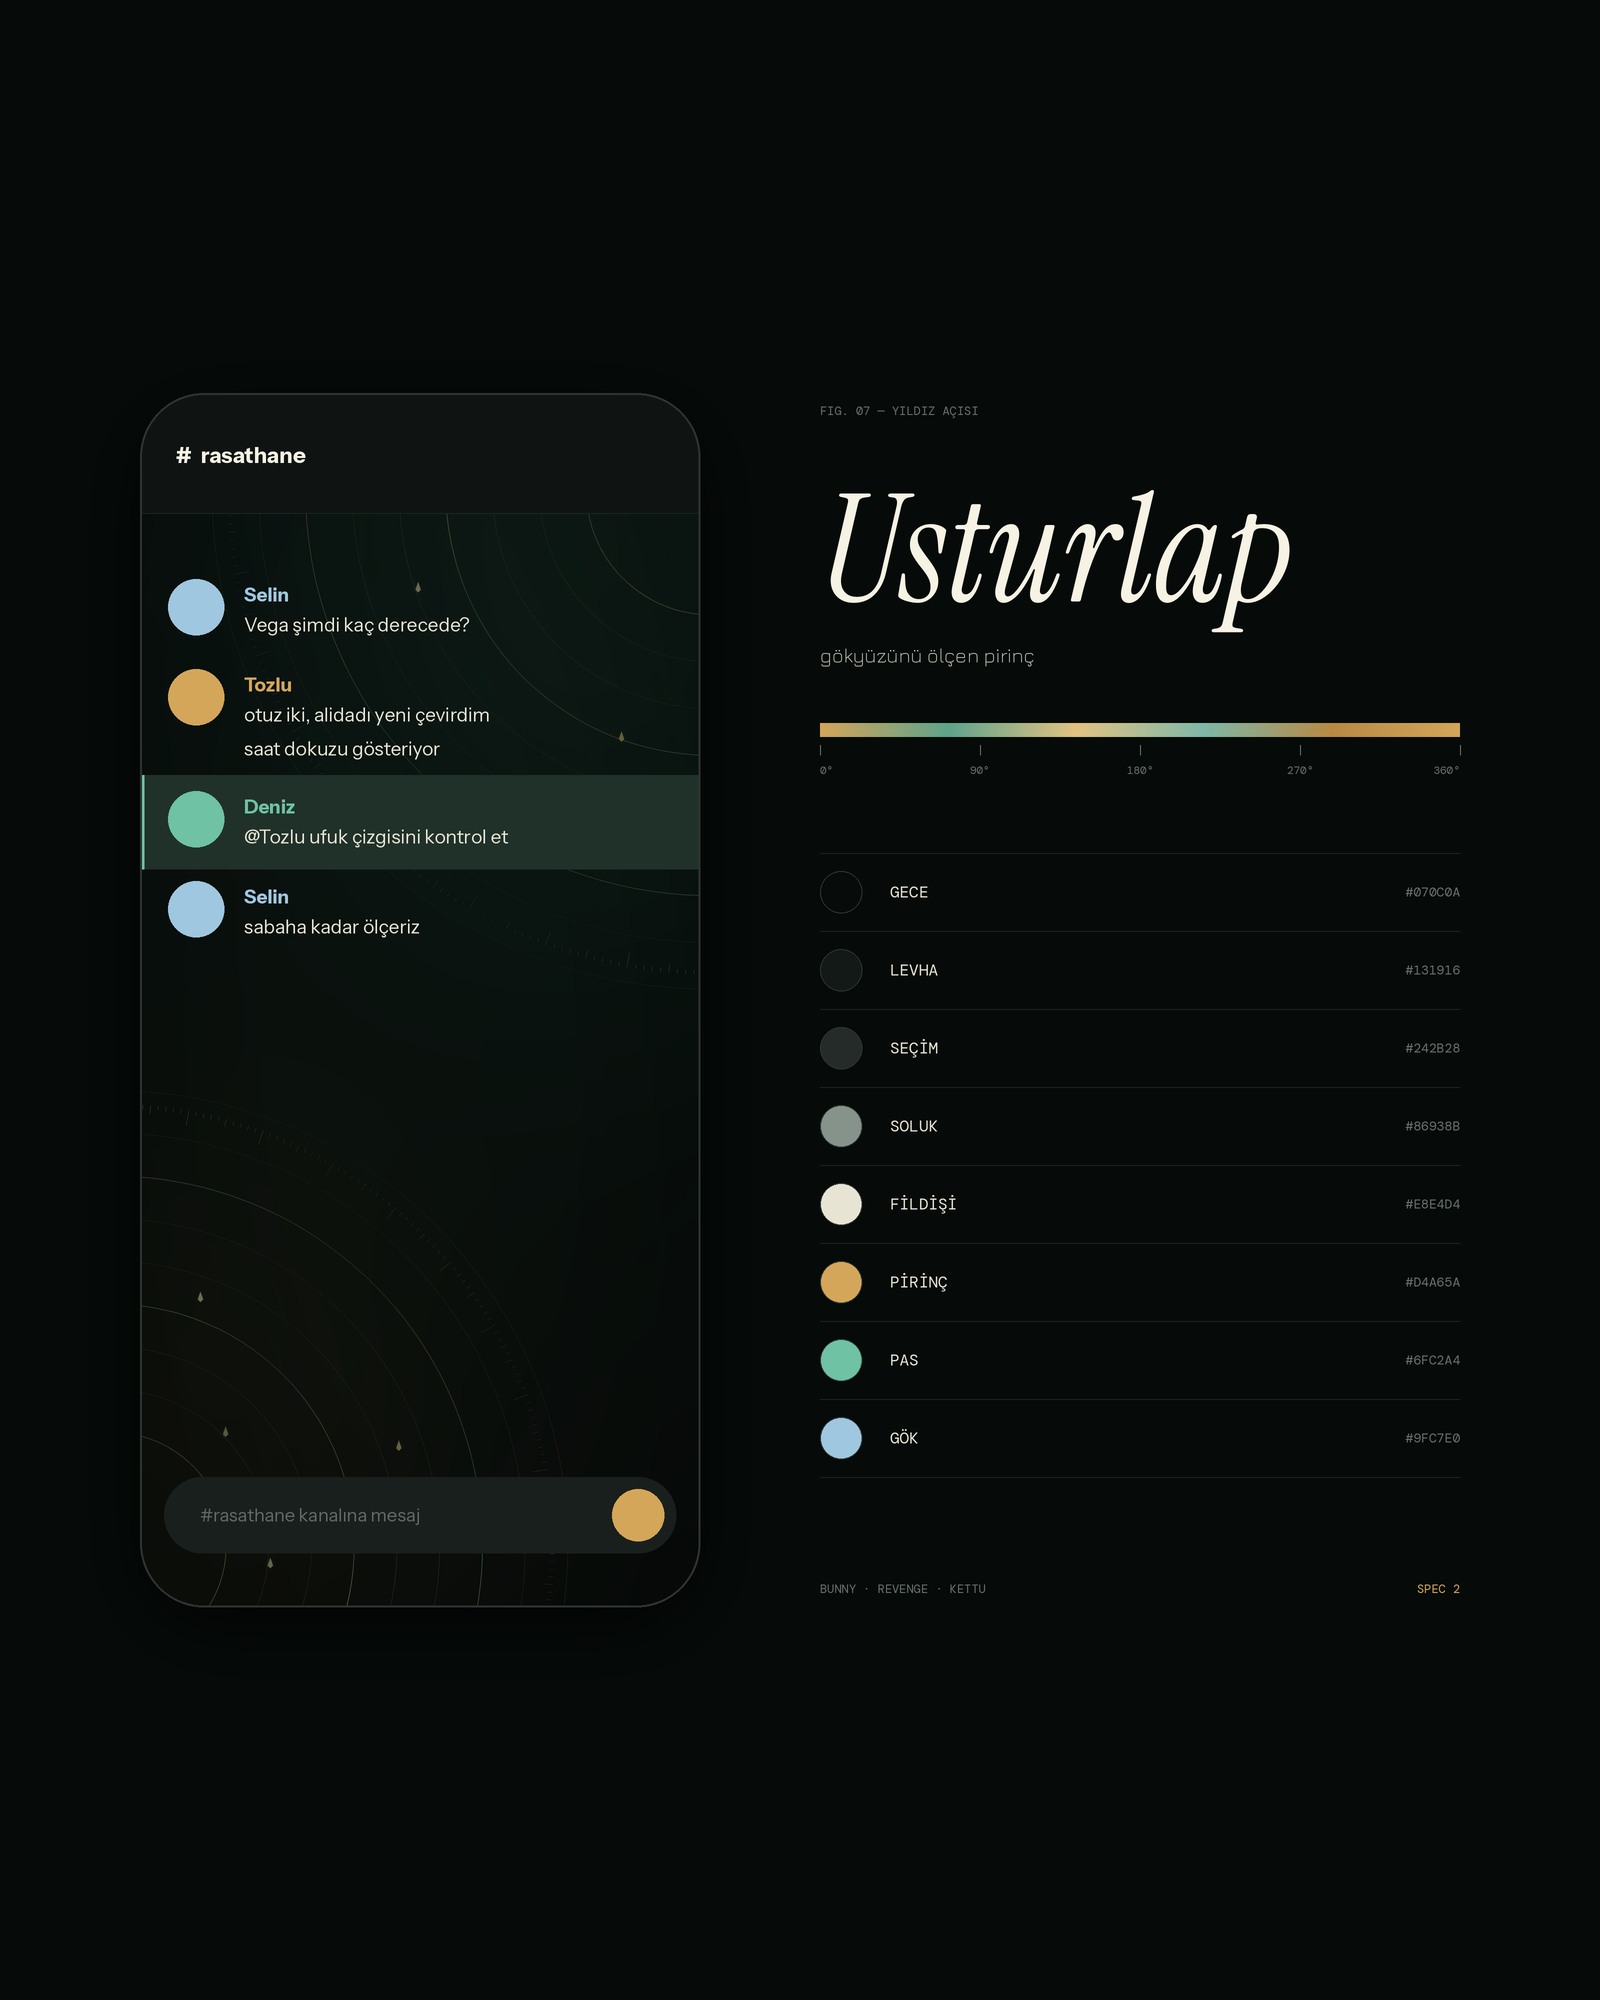 # rasathane
Selin
Vega şimdi kaç derecede?
Tozlu
otuz iki, alidadı yeni çevirdim
saat dokuzu gösteriyor
Deniz
@Tozlu ufuk çizgisini kontrol et
Selin
sabaha kadar ölçeriz
#rasathane kanalına mesaj
FIG. 07 — YILDIZ AÇISI
Usturlap
gökyüzünü ölçen pirinç
0° 90° 180° 270° 360°
GECE #070C0A
LEVHA #131916
SEÇİM #242B28
SOLUK #86938B
FİLDİŞİ #E8E4D4
PİRİNÇ #D4A65A
PAS #6FC2A4
GÖK #9FC7E0
BUNNY · REVENGE · KETTU SPEC 2